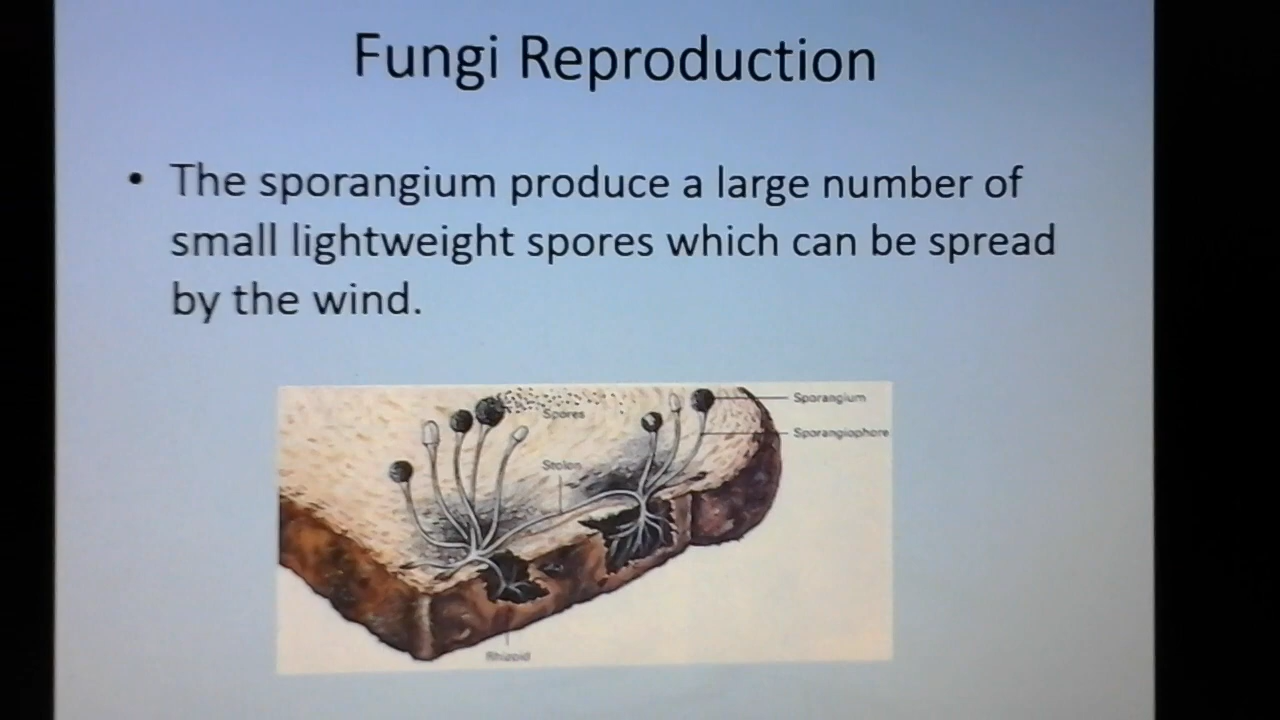 Fungi Reproduction
• The sporangium produce a large number of
small lightweight spores which can be spread
by the wind.
Sporangium
Spores
Sporangiophore
Stolon
Rhizoid